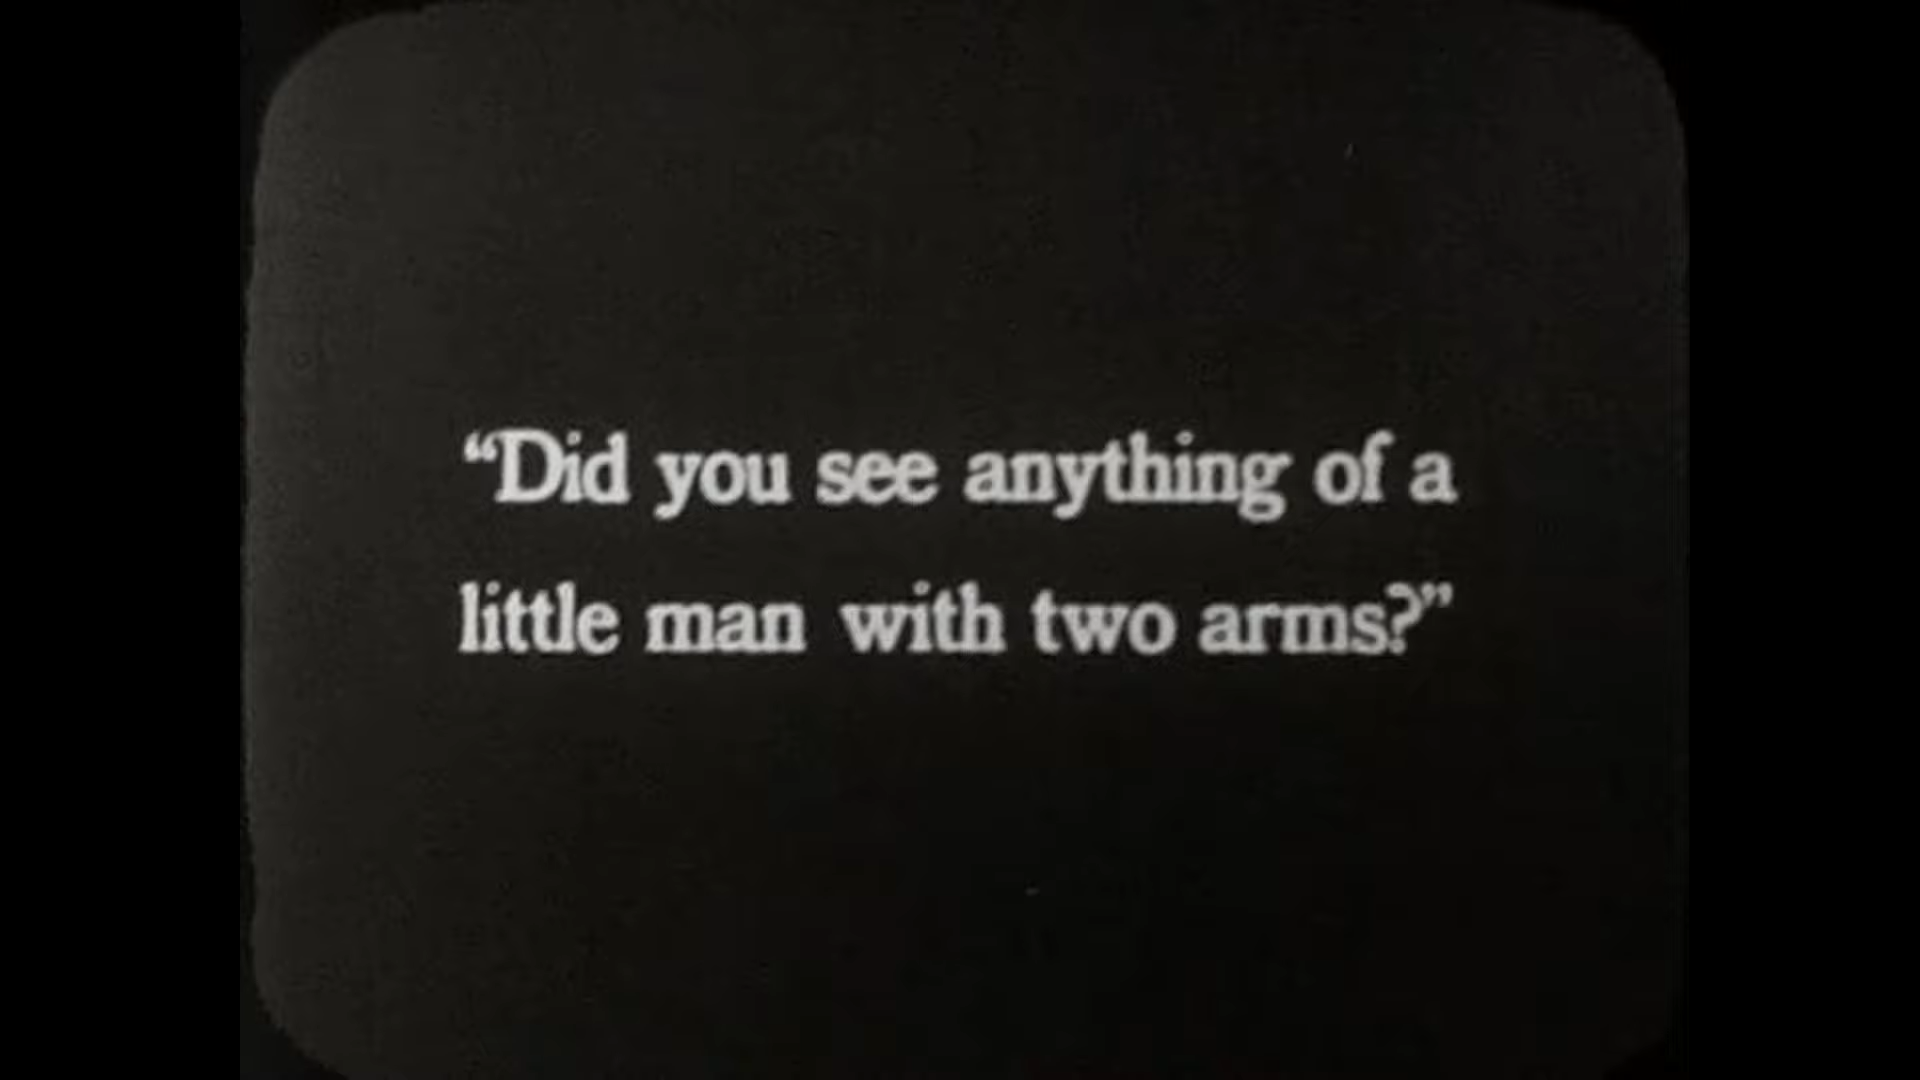 “Did you see anything of a
little man with two arms?”